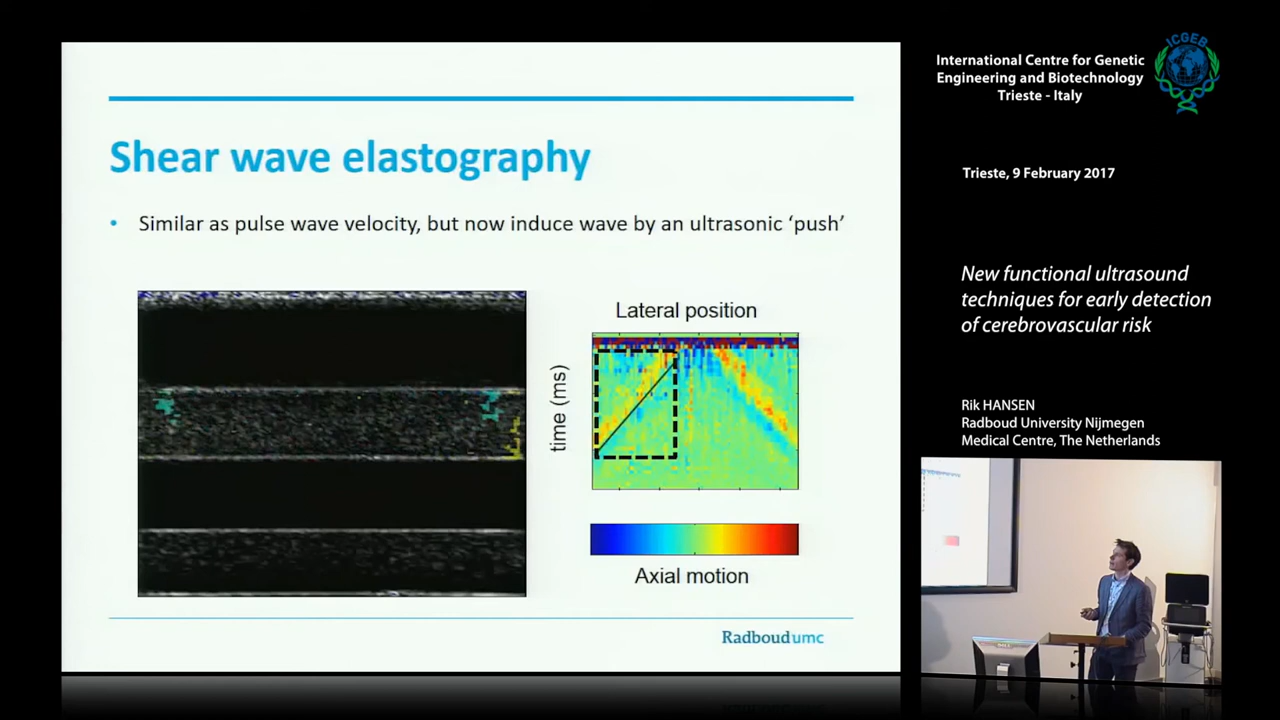 Shear wave elastography
• Similar as pulse wave velocity, but now induce wave by an ultrasonic ‘push’
Lateral position
time (ms)
Axial motion
Radboudumc
International Centre for Genetic
Engineering and Biotechnology
Trieste - Italy
ICGEB
Trieste, 9 February 2017
New functional ultrasound
techniques for early detection
of cerebrovascular risk
Rik HANSEN
Radboud University Nijmegen
Medical Centre, The Netherlands